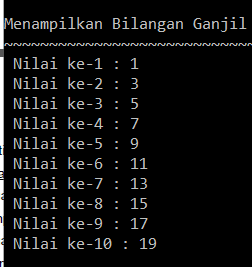 Menampilkan Bilangan Ganjil
~~~~~~~~~~~~~~~~~~~~~~~~~~~
Nilai ke-1 : 1
Nilai ke-2 : 3
Nilai ke-3 : 5
Nilai ke-4 : 7
Nilai ke-5 : 9
Nilai ke-6 : 11
Nilai ke-7 : 13
Nilai ke-8 : 15
Nilai ke-9 : 17
Nilai ke-10 : 19